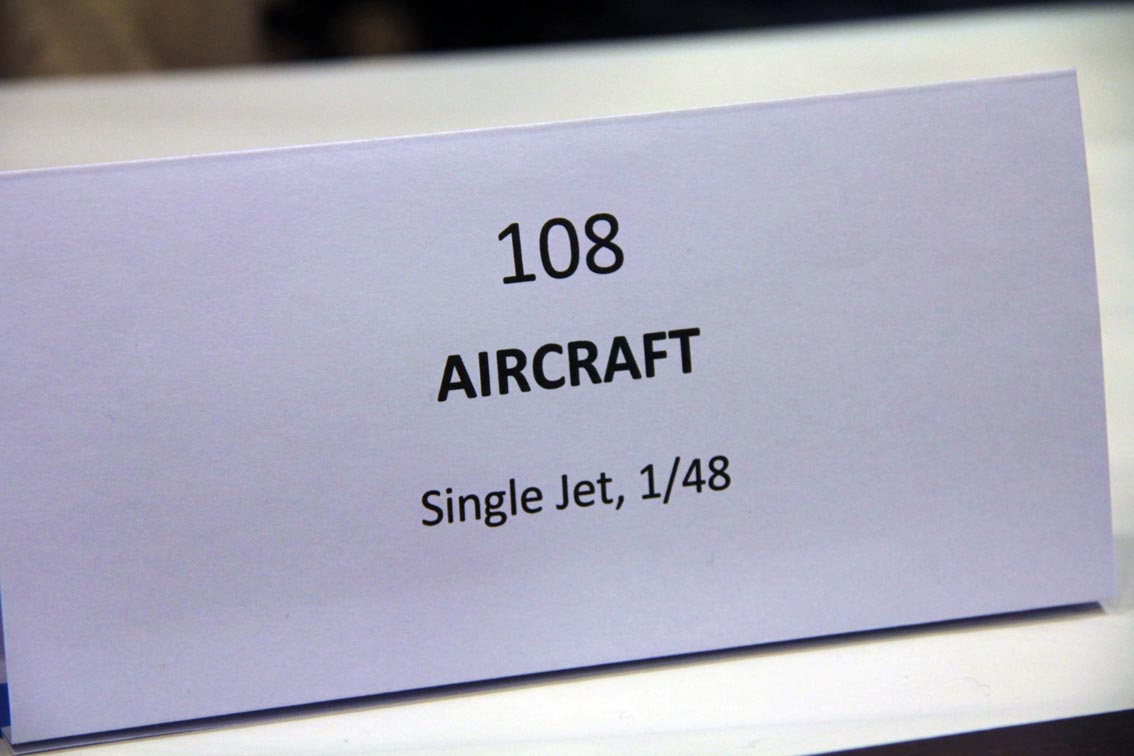 108
AIRCRAFT
Single Jet, 1/48